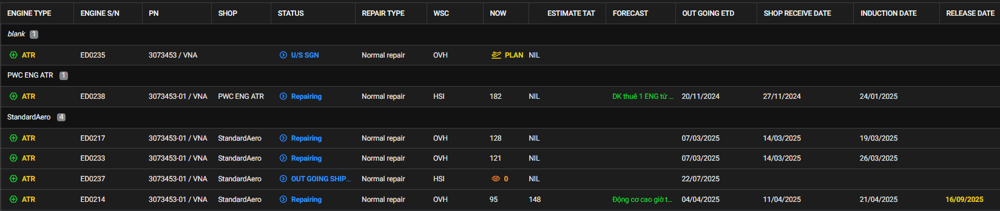 ENGINE TYPE ENGINE S/N PN SHOP STATUS REPAIR TYPE WSC NOW ESTIMATE TAT FORECAST OUT GOING ETD SHOP RECEIVE DATE INDUCTION DATE RELEASE DATE
blank 1
ATR ED0235 3073453 / VNA U/S SGN Normal repair OVH PLAN NIL
PWC ENG ATR 1
ATR ED0238 3073453-01 / VNA PWC ENG ATR Repairing Normal repair HSI 182 NIL DK thuê 1 ENG từ ... 20/11/2024 27/11/2024 24/01/2025
StandardAero 4
ATR ED0217 3073453-01 / VNA StandardAero Repairing Normal repair OVH 128 NIL 07/03/2025 14/03/2025 19/03/2025
ATR ED0233 3073453-01 / VNA StandardAero Repairing Normal repair OVH 121 NIL 07/03/2025 14/03/2025 26/03/2025
ATR ED0237 3073453-01 / VNA StandardAero OUT GOING SHIP... Normal repair HSI 0 NIL 22/07/2025
ATR ED0214 3073453-01 / VNA StandardAero Repairing Normal repair OVH 95 148 Động cơ cao giờ t... 04/04/2025 11/04/2025 21/04/2025 16/09/2025